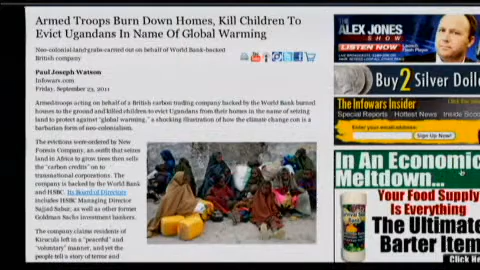 Armed Troops Burn Down Homes, Kill Children To
Evict Ugandans In Name Of Global Warming
Neo-colonial land grabs carried out on behalf of World Bank-backed
British company
Paul Joseph Watson
Infowars.com
Friday, September 23, 2011
Armed troops acting on behalf of a British carbon trading company backed by the World Bank burned
homes to the ground and killed children to evict Ugandans from their homes in the name of seizing
land to protect against "global warming," a shocking illustration of how the climate change con is a
barbarian form of neo-colonialism.
The evictions were ordered by New
Forests Company, an outfit that seizes
land in Africa to grow trees then sells
the "carbon credits" on to
transnational corporations. The
company is backed by the World Bank
and HSBC. Its Board of Directors
includes HSBC Managing Director
Sajjad Sabur, as well as other former
Goldman Sachs investment bankers.
The company claims residents of
Kicucula left in a "peaceful" and
"voluntary" manner, and yet the
people tell a story of terror and
THE
ALEX JONES
SHOW
LISTEN NOW
Buy 2 Silver Dolla
The Infowars Insider
Special Reports Hottest News Inside Scoo
Enter your email address:
Sign Up Now!
In An Economic
Meltdown...
Your Food Supply
Is Everything
The Ultimate
Barter Item
Click He